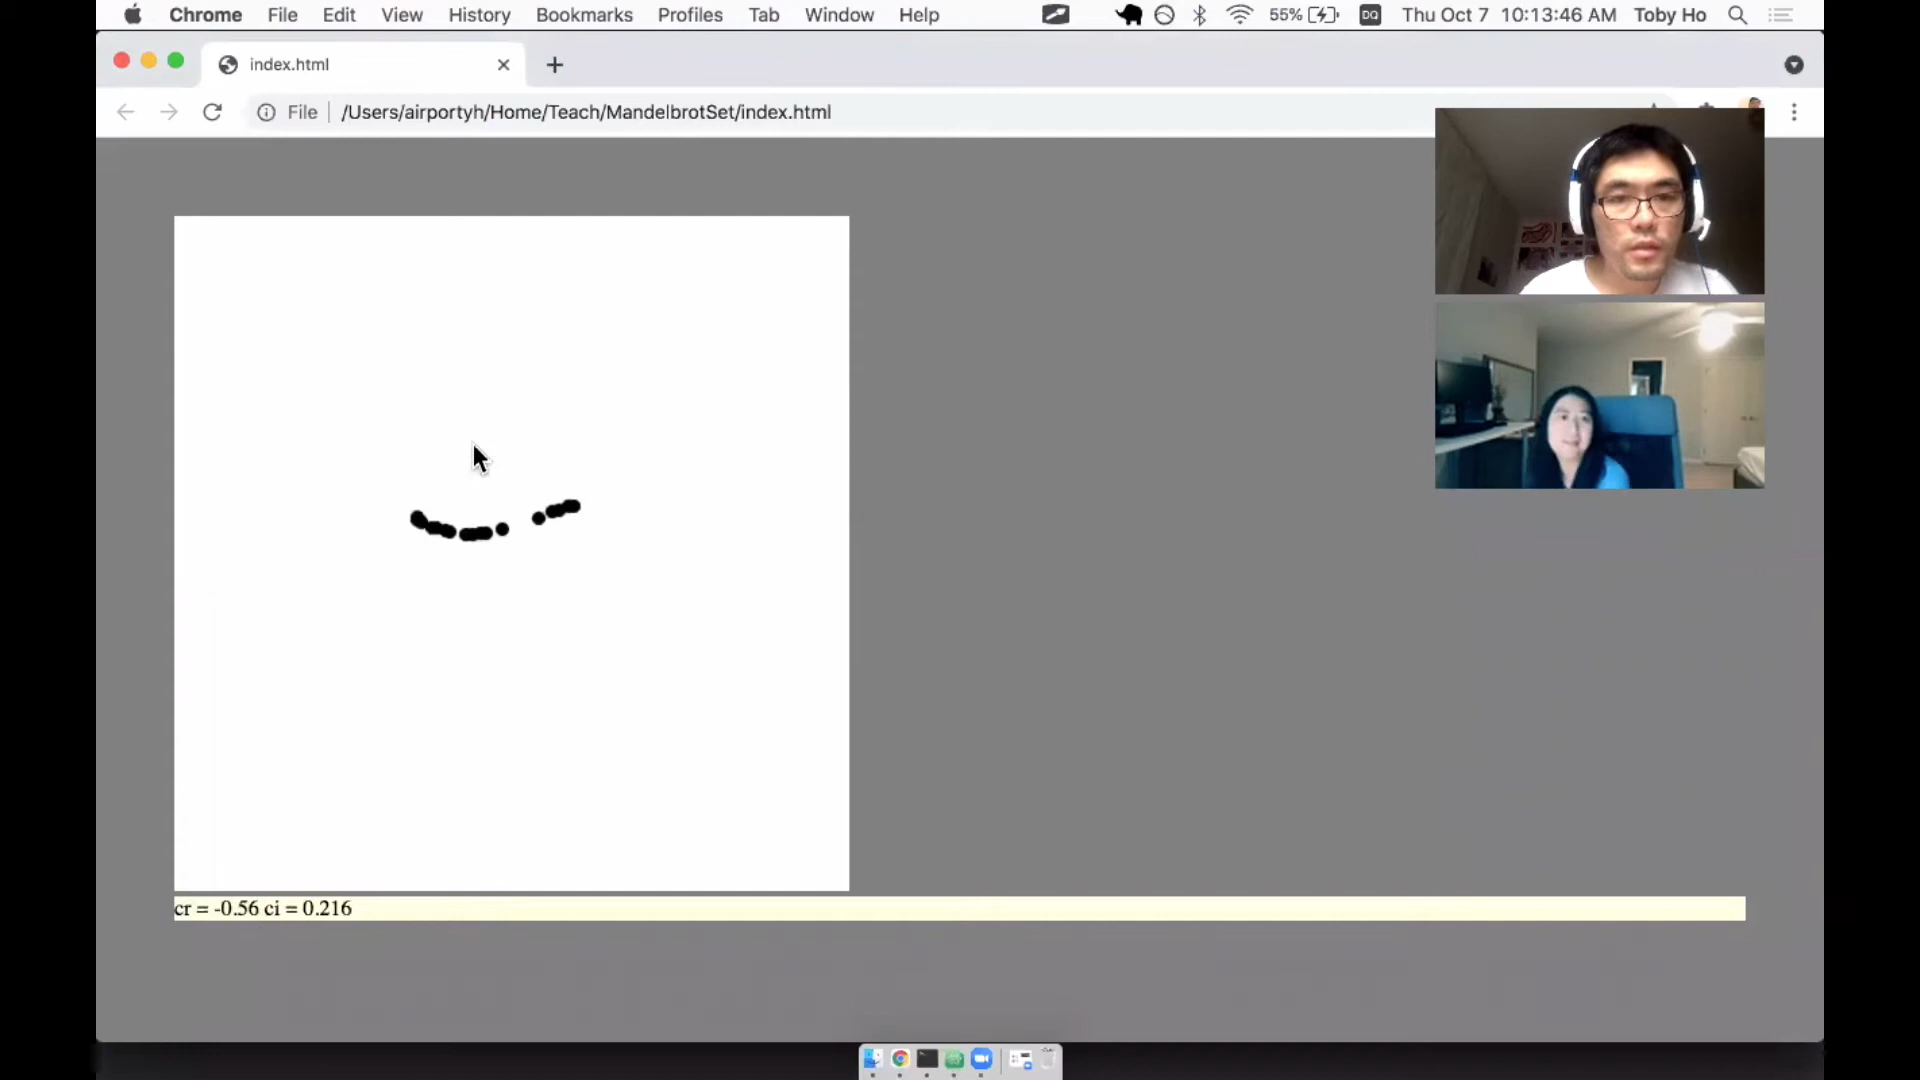 Chrome File Edit View History Bookmarks Profiles Tab Window Help 55% DQ Thu Oct 7 10:13:46 AM Toby Ho
index.html
File /Users/airportyh/Home/Teach/MandelbrotSet/index.html
cr = -0.56 ci = 0.216